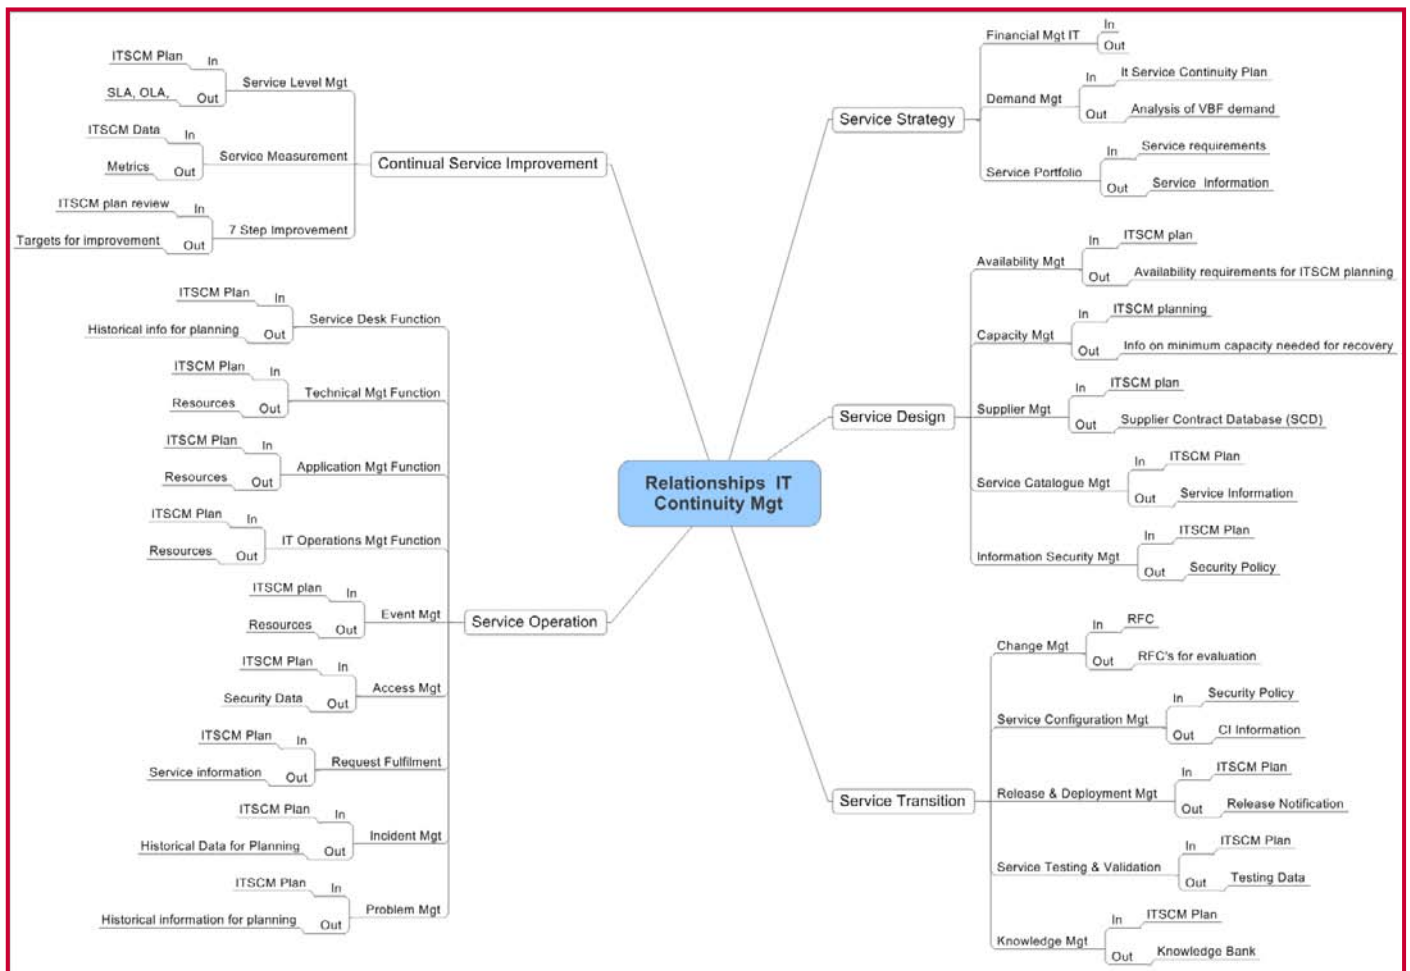 Relationships IT
Continuity Mgt
Continual Service Improvement
Service Level Mgt
In
ITSCM Plan
Out
SLA, OLA,
Service Measurement
In
ITSCM Data
Out
Metrics
7 Step Improvement
In
ITSCM plan review
Out
Targets for improvement
Service Operation
Service Desk Function
In
ITSCM Plan
Out
Historical info for planning
Technical Mgt Function
In
ITSCM Plan
Out
Resources
Application Mgt Function
In
ITSCM Plan
Out
Resources
IT Operations Mgt Function
In
ITSCM Plan
Out
Resources
Event Mgt
In
ITSCM plan
Out
Resources
Access Mgt
In
ITSCM Plan
Out
Security Data
Request Fulfilment
In
ITSCM Plan
Out
Service information
Incident Mgt
In
ITSCM Plan
Out
Historical Data for Planning
Problem Mgt
In
ITSCM Plan
Out
Historical information for planning
Service Strategy
Financial Mgt IT
In
Out
Demand Mgt
In
It Service Continuity Plan
Out
Analysis of VBF demand
Service Portfolio
In
Service requirements
Out
Service Information
Service Design
Availability Mgt
In
ITSCM plan
Out
Availability requirements for ITSCM planning
Capacity Mgt
In
ITSCM planning
Out
Info on minimum capacity needed for recovery
Supplier Mgt
In
ITSCM plan
Out
Supplier Contract Database (SCD)
Service Catalogue Mgt
In
ITSCM Plan
Out
Service Information
Information Security Mgt
In
ITSCM Plan
Out
Security Policy
Service Transition
Change Mgt
In
RFC
Out
RFC's for evaluation
Service Configuration Mgt
In
Security Policy
Out
CI Information
Release & Deployment Mgt
In
ITSCM Plan
Out
Release Notification
Service Testing & Validation
In
ITSCM Plan
Out
Testing Data
Knowledge Mgt
In
ITSCM Plan
Out
Knowledge Bank